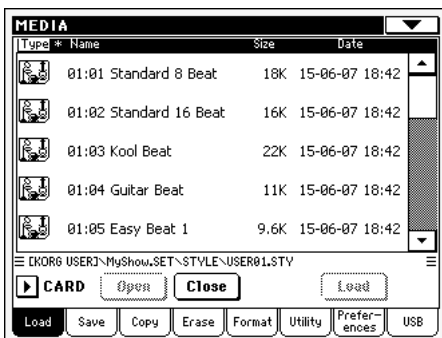 MEDIA
Type * Name Size Date
01:01 Standard 8 Beat 18K 15-06-07 18:42
01:02 Standard 16 Beat 16K 15-06-07 18:42
01:03 Kool Beat 22K 15-06-07 18:42
01:04 Guitar Beat 11K 15-06-07 18:42
01:05 Easy Beat 1 9.6K 15-06-07 18:42
[KORG USER]\MyShow.SET\STYLE\USER01.STY
CARD Open Close Load
Load Save Copy Erase Format Utility Prefer-ences USB